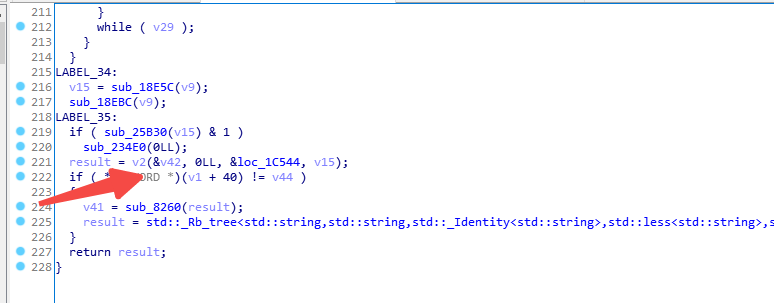 211 }
212 while ( v29 );
213 }
214 }
215 LABEL_34:
216 v15 = sub_18E5C(v9);
217 sub_18EBC(v9);
218 LABEL_35:
219 if ( sub_25B30(v15) & 1 )
220 sub_234E0(0LL);
221 result = v2(&v42, 0LL, &loc_1C544, v15);
222 if ( * *)(v1 + 40) != v44 )
223
224 v41 = sub_8260(result);
225 result = std::_Rb_tree<std::string,std::string,std::_Identity<std::string>,std::less<std::string>,s
226 }
227 return result;
228 }